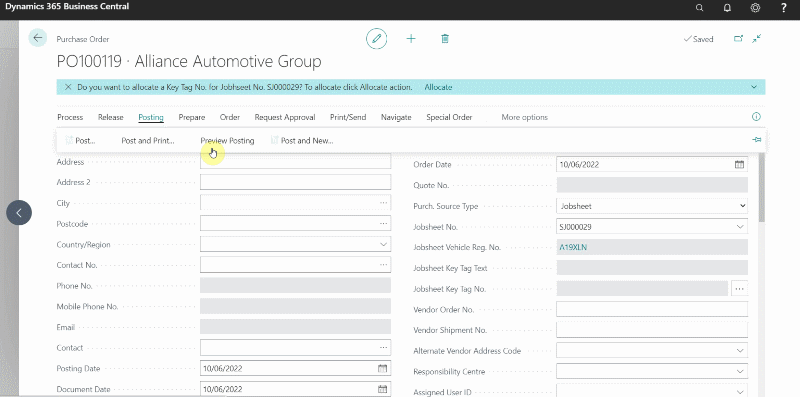 Dynamics 365 Business Central
?
Purchase Order
Saved
PO100119 · Alliance Automotive Group
Do you want to allocate a Key Tag No. for Jobhseet No. SJ000029? To allocate click Allocate action. Allocate
Process Release Posting Prepare Order Request Approval Print/Send Navigate Special Order More options
Post... Post and Print... Preview Posting Post and New...
Address
Address 2
City
Postcode
Country/Region
Contact No.
Phone No.
Mobile Phone No.
Email
Contact
Posting Date 10/06/2022
Document Date 10/06/2022
Order Date 10/06/2022
Quote No.
Purch. Source Type Jobsheet
Jobsheet No. SJ000029
Jobsheet Vehicle Reg. No. A19XLN
Jobsheet Key Tag Text
Jobsheet Key Tag No.
Vendor Order No.
Vendor Shipment No.
Alternate Vendor Address Code
Responsibility Centre
Assigned User ID